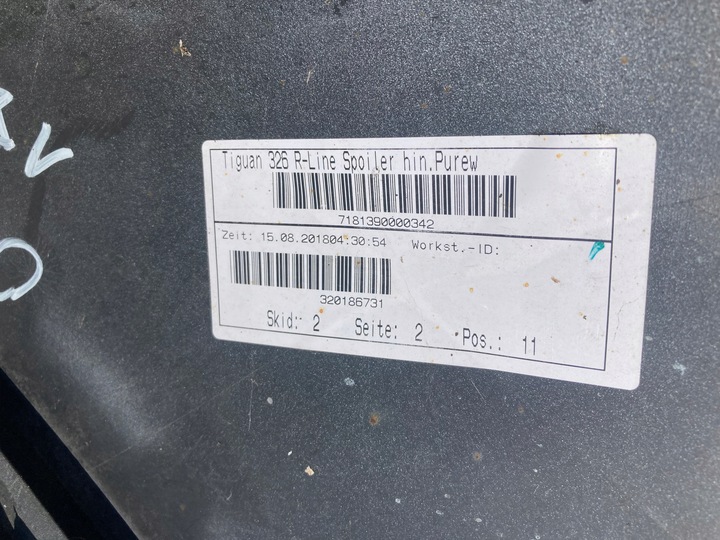 Tiguan 326 R-Line Spoiler hin.Purew
7181390000342
Zeit: 15.08.201804:30:54 Workst.-ID:
320186731
Skid: 2 Seite: 2 Pos.: 11